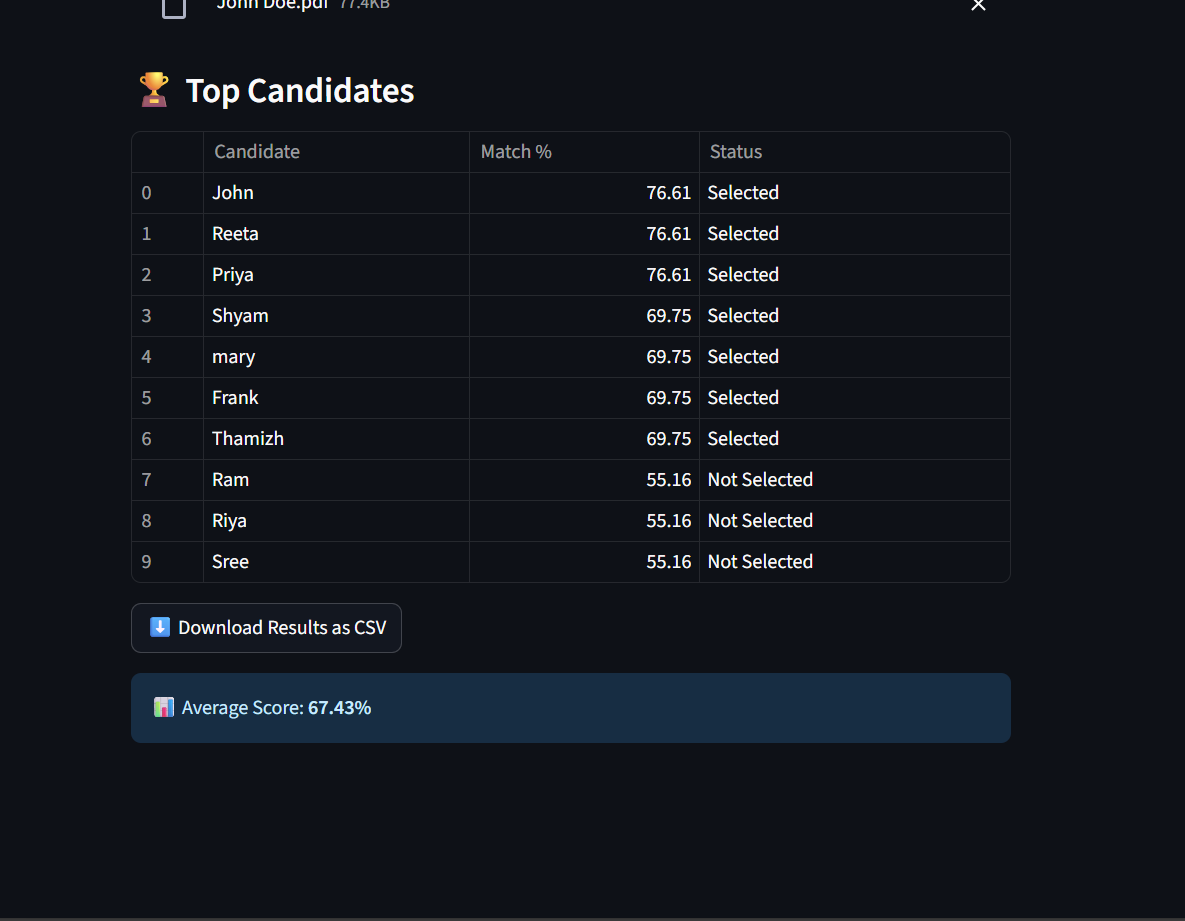 John Doe.pdf 77.4KB
🏆 Top Candidates
Candidate Match % Status
0 John 76.61 Selected
1 Reeta 76.61 Selected
2 Priya 76.61 Selected
3 Shyam 69.75 Selected
4 mary 69.75 Selected
5 Frank 69.75 Selected
6 Thamizh 69.75 Selected
7 Ram 55.16 Not Selected
8 Riya 55.16 Not Selected
9 Sree 55.16 Not Selected
⬇️ Download Results as CSV
📊 Average Score: 67.43%